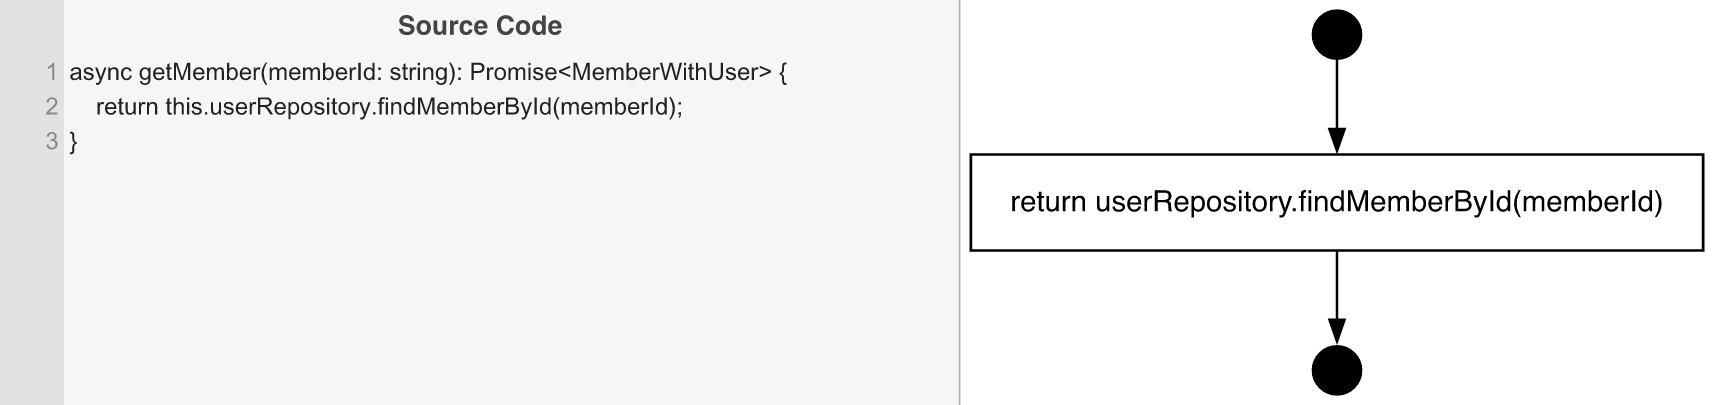 Source Code
1 async getMember(memberId: string): Promise<MemberWithUser> {
2 return this.userRepository.findMemberById(memberId);
3 }
return userRepository.findMemberById(memberId)